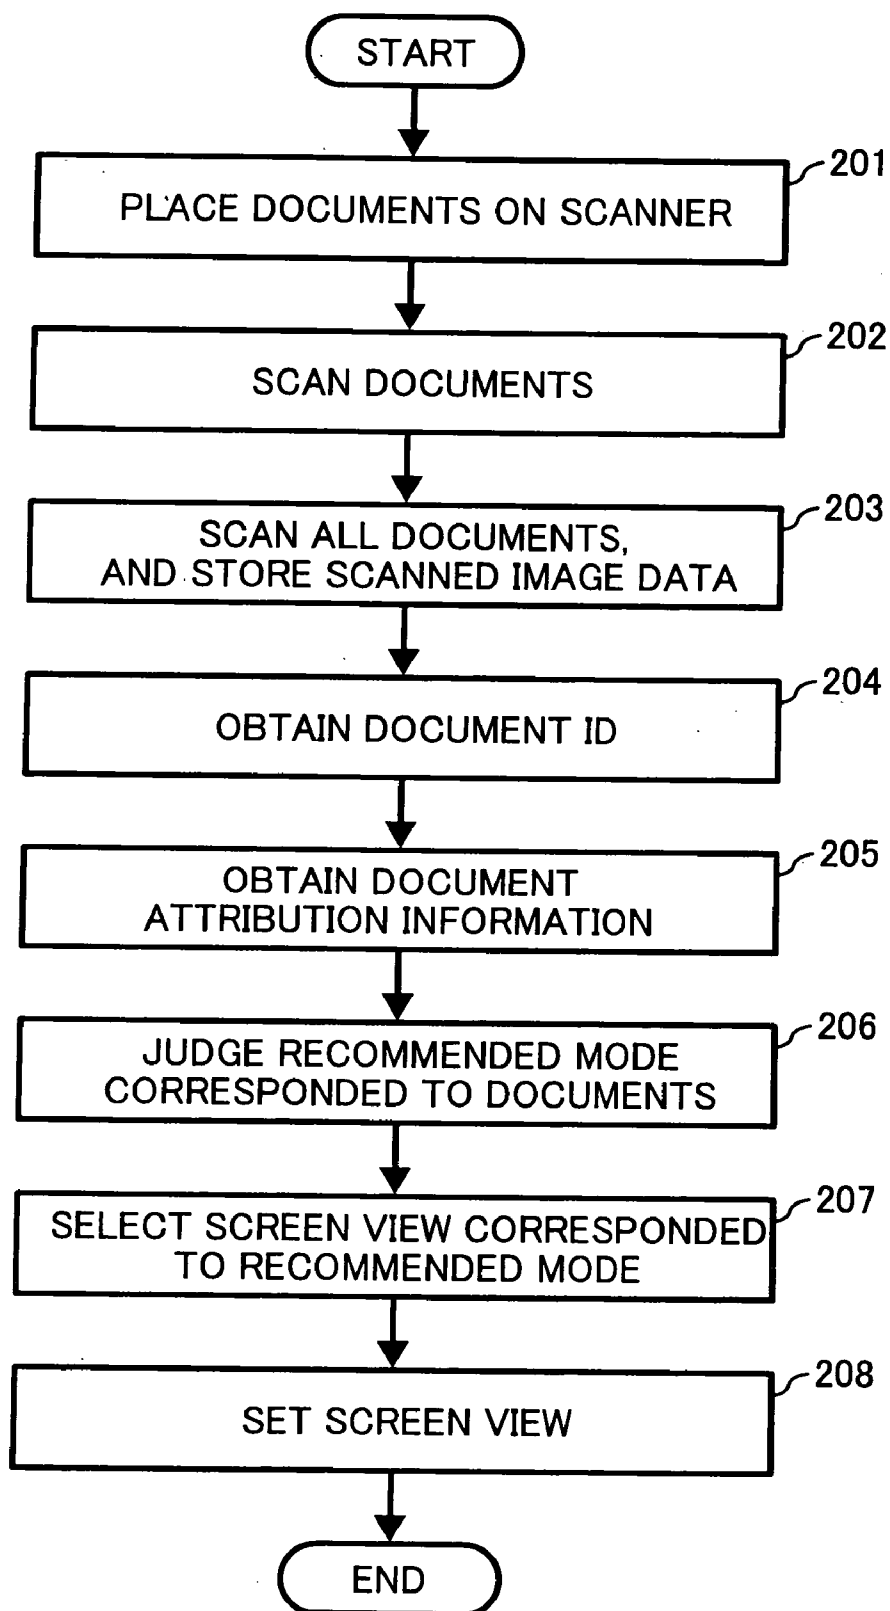 START
201
PLACE DOCUMENTS ON SCANNER
202
SCAN DOCUMENTS
203
SCAN ALL DOCUMENTS,
AND STORE SCANNED IMAGE DATA
204
OBTAIN DOCUMENT ID
205
OBTAIN DOCUMENT
ATTRIBUTION INFORMATION
206
JUDGE RECOMMENDED MODE
CORRESPONDED TO DOCUMENTS
207
SELECT SCREEN VIEW CORRESPONDED
TO RECOMMENDED MODE
208
SET SCREEN VIEW
END